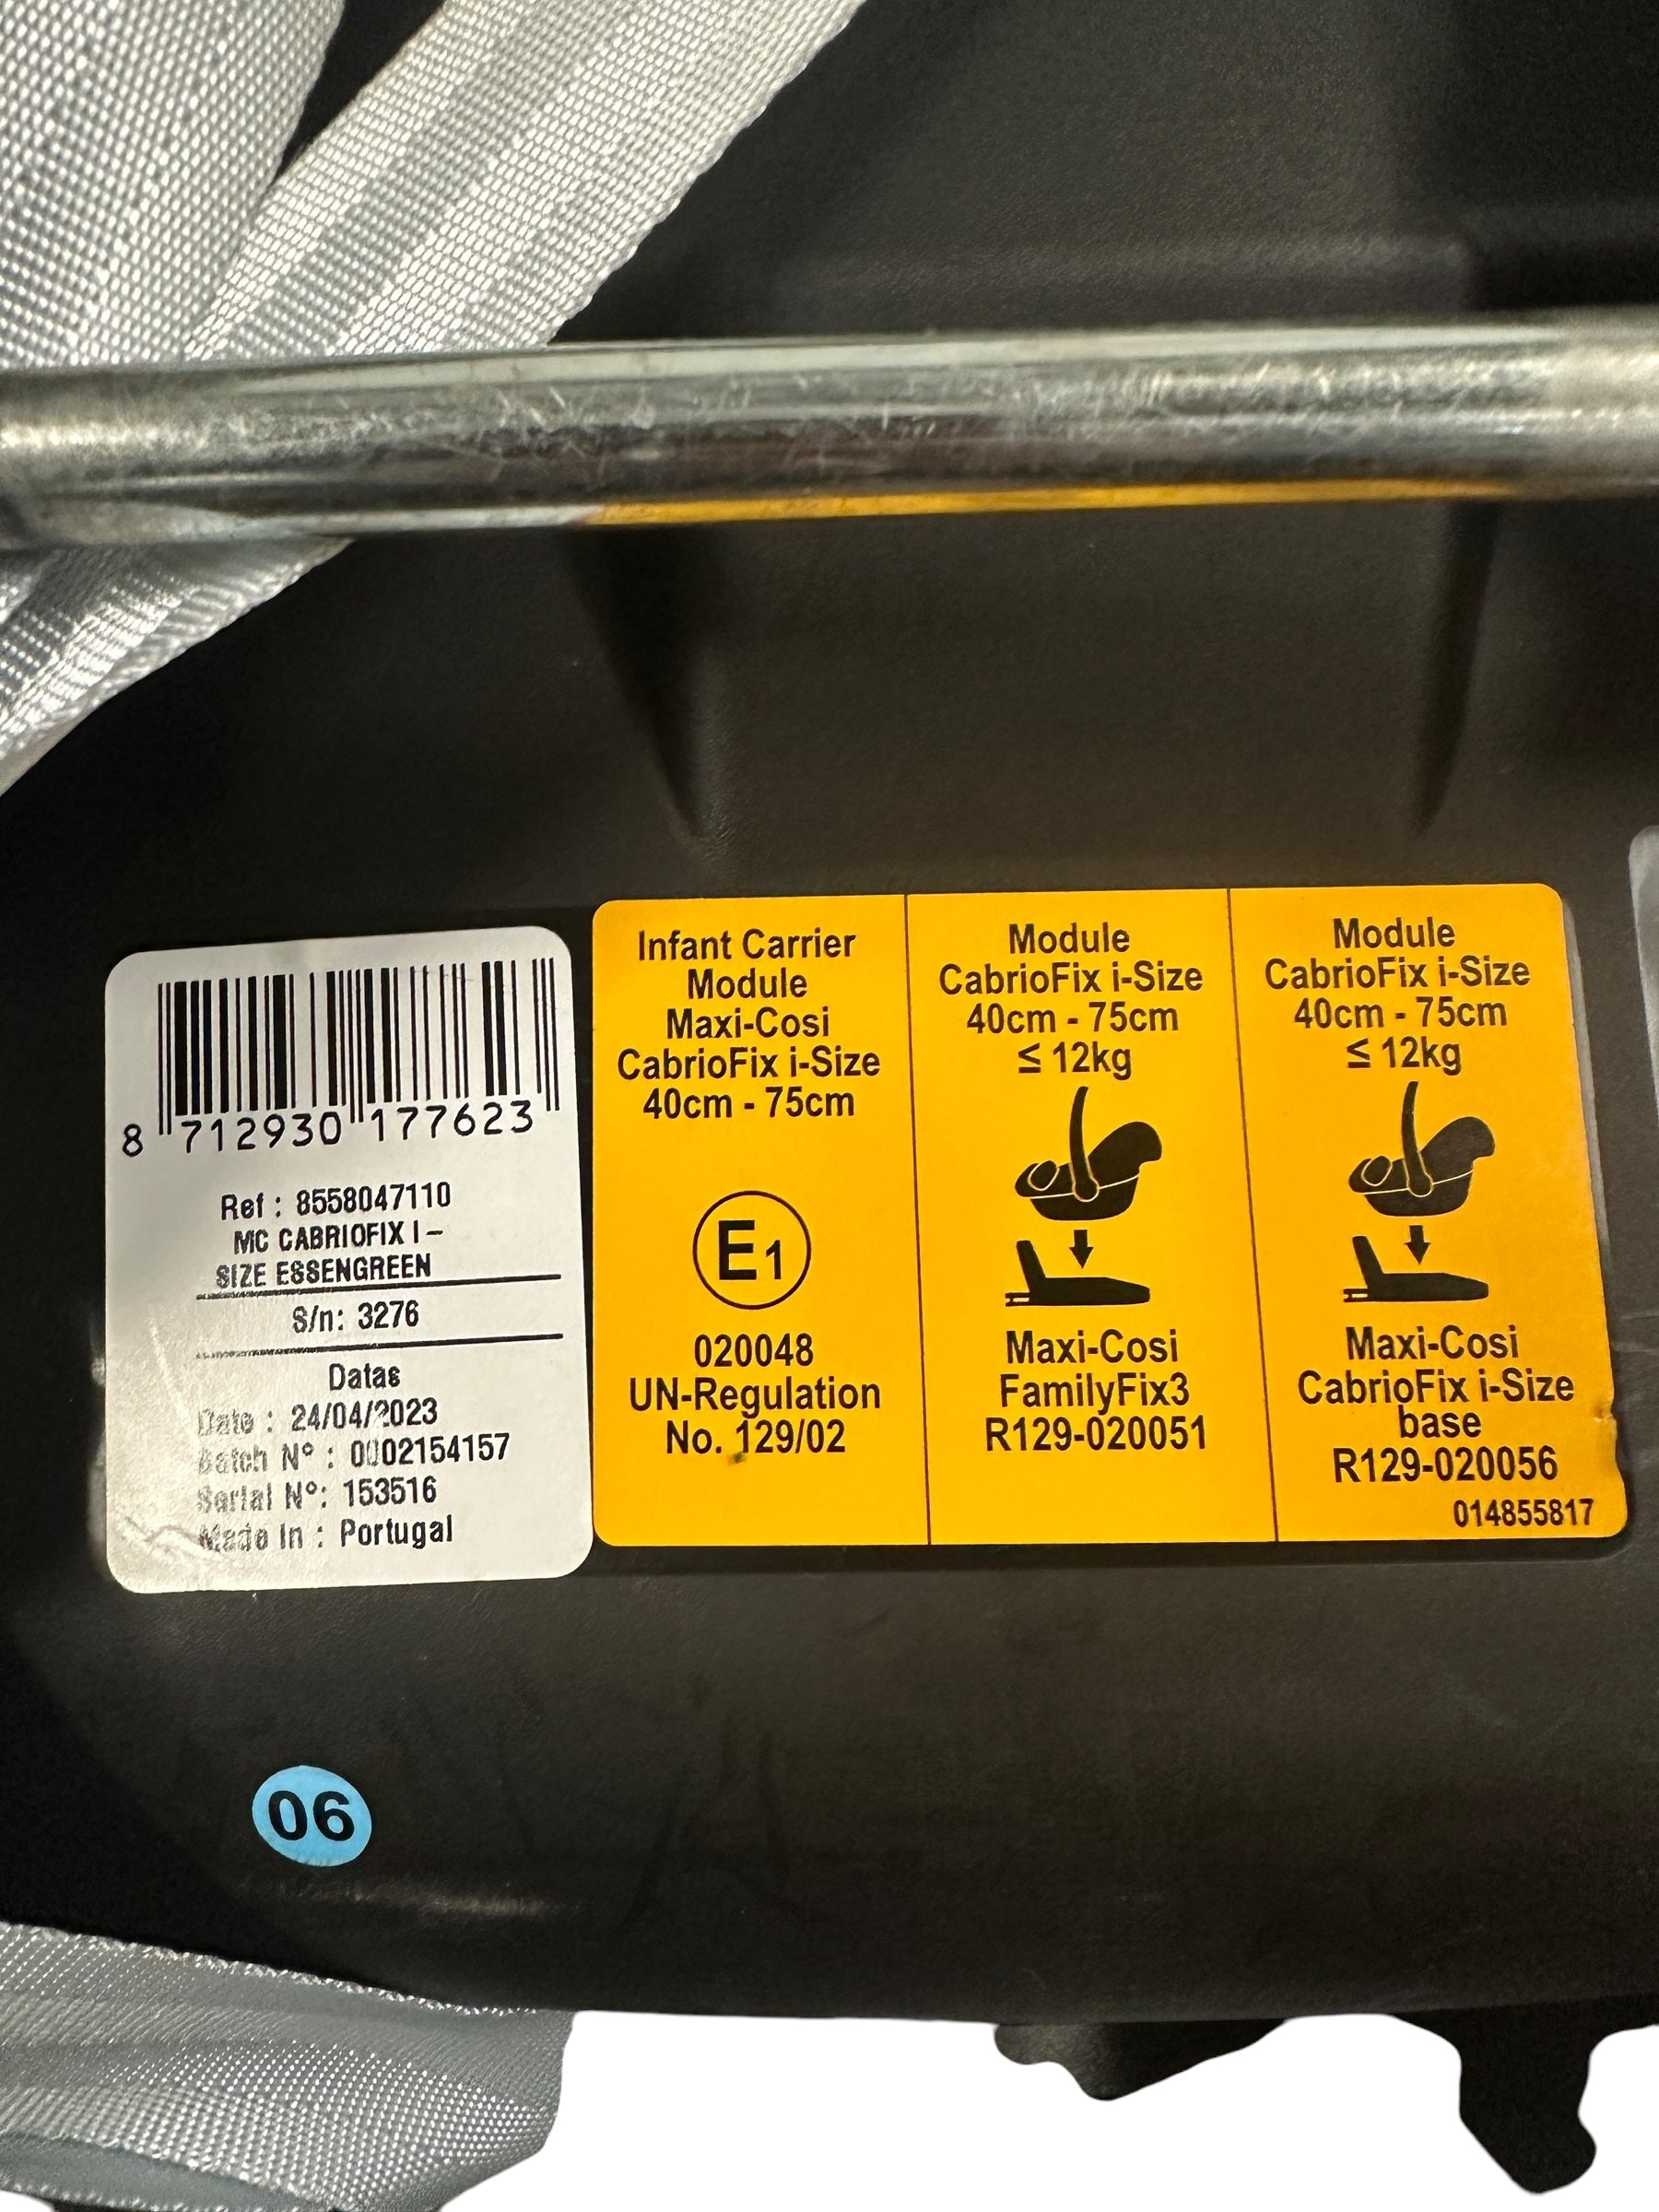 8 712930 177623
Ref : 8558047110
MC CABRIOFIX I -
SIZE ESSENGREEN
S/n: 3276
Datas
Date : 24/04/2023
Batch N° : 0002154157
Serial N°: 153516
Made In : Portugal
Infant Carrier
Module
Maxi-Cosi
CabrioFix i-Size
40cm - 75cm
E1
020048
UN-Regulation
No. 129/02
Module
CabrioFix i-Size
40cm - 75cm
≤ 12kg
Maxi-Cosi
FamilyFix3
R129-020051
Module
CabrioFix i-Size
40cm - 75cm
≤ 12kg
Maxi-Cosi
CabrioFix i-Size
base
R129-020056
014855817
06